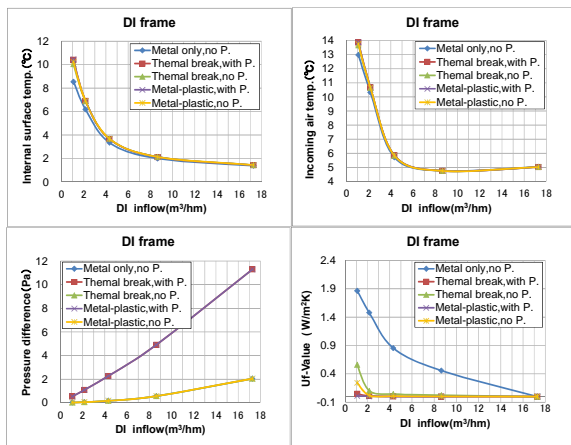 DI frame
Internal surface temp.(℃)
12
10
8
6
4
2
0
Metal only,no P.
Themal break,with P.
Themal break,no P.
Metal-plastic,with P.
Metal-plastic,no P.
0 2 4 6 8 10 12 14 16 18
DI inflow(m³/hm)
DI frame
Incoming air temp.(℃)
14
13
12
11
10
9
8
7
6
5
4
Metal only,no P.
Themal break,with P.
Themal break,no P.
Metal-plastic,with P.
Metal-plastic,no P.
0 2 4 6 8 10 12 14 16 18
DI inflow(m³/hm)
DI frame
Pressure difference(Pa)
12
10
8
6
4
2
0
Metal only,no P.
Themal break,with P.
Themal break,no P.
Metal-plastic,with P.
Metal-plastic,no P.
0 2 4 6 8 10 12 14 16 18
DI inflow(m³/hm)
DI frame
Uf-Value ( W/m²K)
2.4
1.9
1.4
0.9
0.4
-0.1
Metal only,no P.
Themal break,with P.
Themal break,no P.
Metal-plastic,with P.
Metal-plastic,no P.
0 2 4 6 8 10 12 14 16 18
DI inflow(m³/hm)